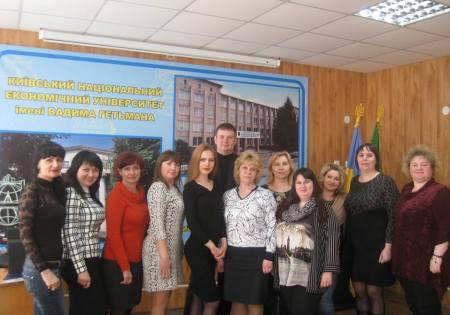 КИЇВСЬКИЙ НАЦІОНАЛЬНИЙ
ЕКОНОМІЧНИЙ УНІВЕРСИТЕТ
імені ВАДИМА ГЕТЬМАНА